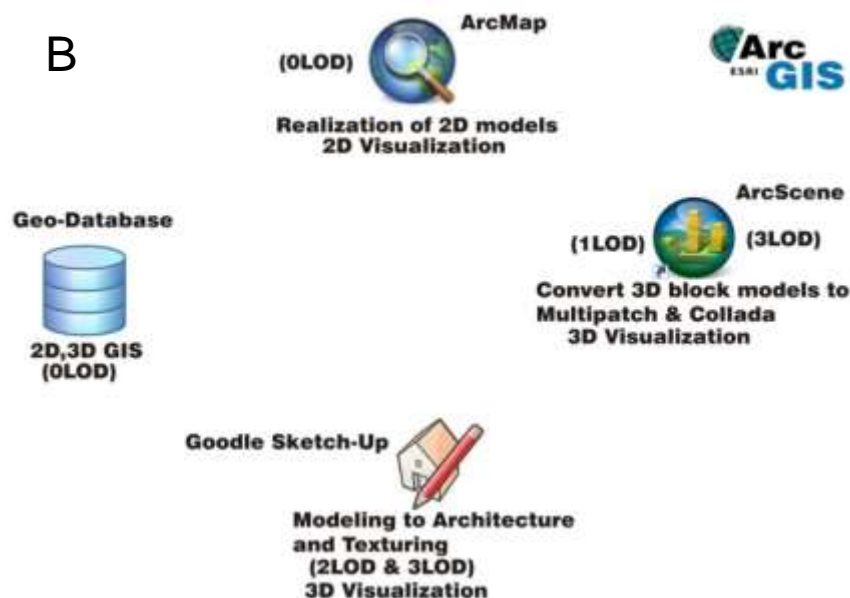 B
ArcMap
(0LOD)
Realization of 2D models
2D Visualization
Arc
ESRI
GIS
Geo-Database
2D,3D GIS
(0LOD)
ArcScene
(1LOD)
(3LOD)
Convert 3D block models to
Multipatch & Collada
3D Visualization
Goodle Sketch-Up
Modeling to Architecture
and Texturing
(2LOD & 3LOD)
3D Visualization